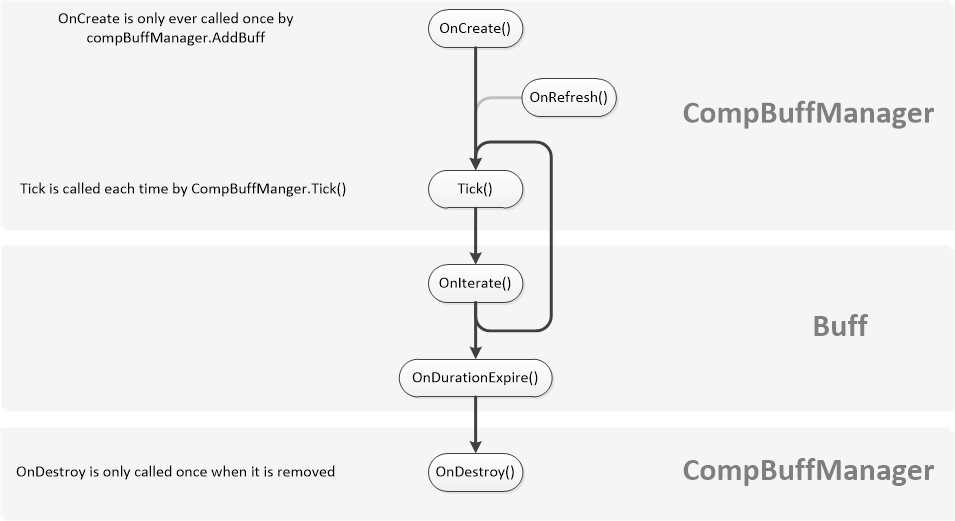 OnCreate is only ever called once by
compBuffManager.AddBuff
OnCreate()
OnRefresh()
CompBuffManager
Tick is called each time by CompBuffManger.Tick()
Tick()
OnIterate()
Buff
OnDurationExpire()
OnDestroy is only called once when it is removed
OnDestroy()
CompBuffManager